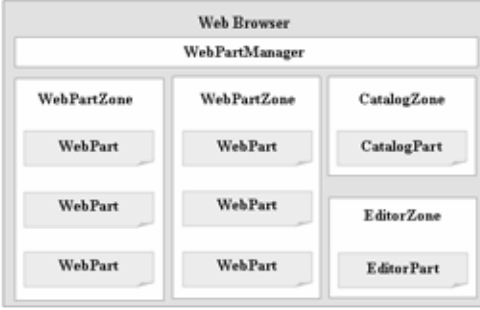 Web Browser
WebPartManager
WebPartZone
WebPart
WebPart
WebPart
WebPartZone
WebPart
WebPart
WebPart
CatalogZone
CatalogPart
EditorZone
EditorPart